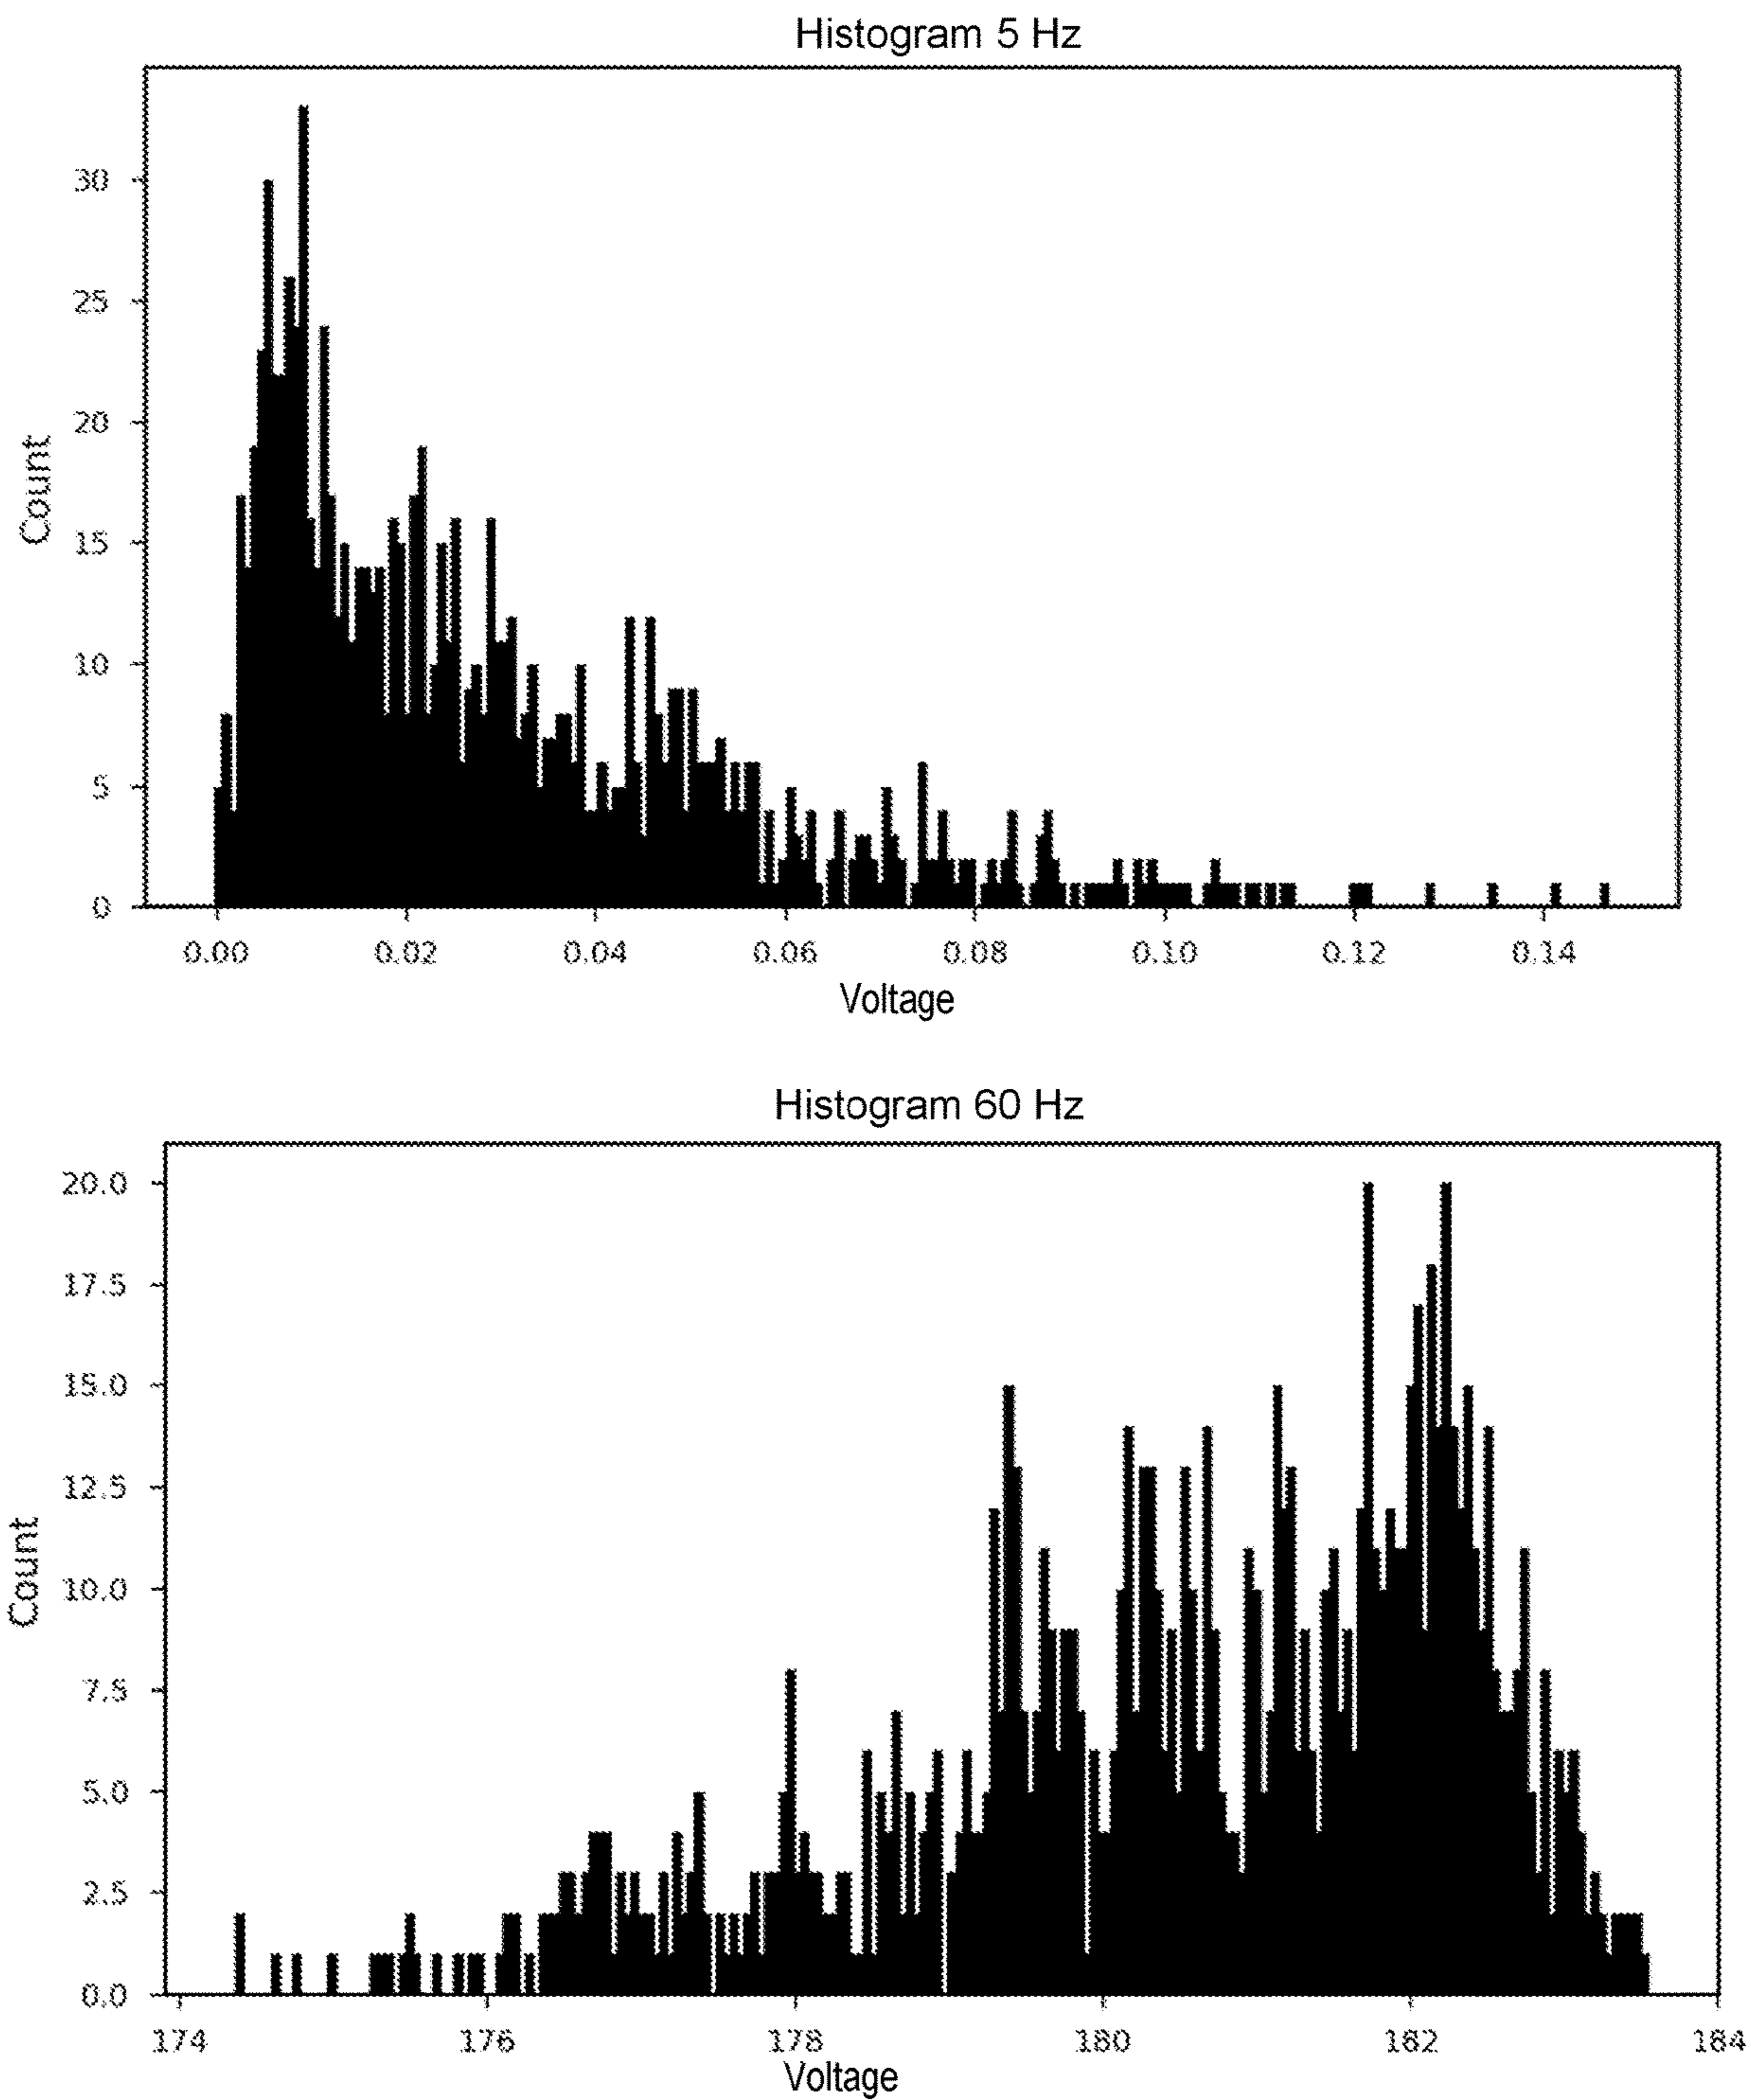 Histogram 5 Hz
30
25
20
15
10
5
0
Count
0.00 0.02 0.04 0.06 0.08 0.10 0.12 0.14
Voltage
Histogram 60 Hz
20.0
17.5
15.0
12.5
10.0
7.5
5.0
2.5
0.0
Count
174 176 178 180 182 184
Voltage